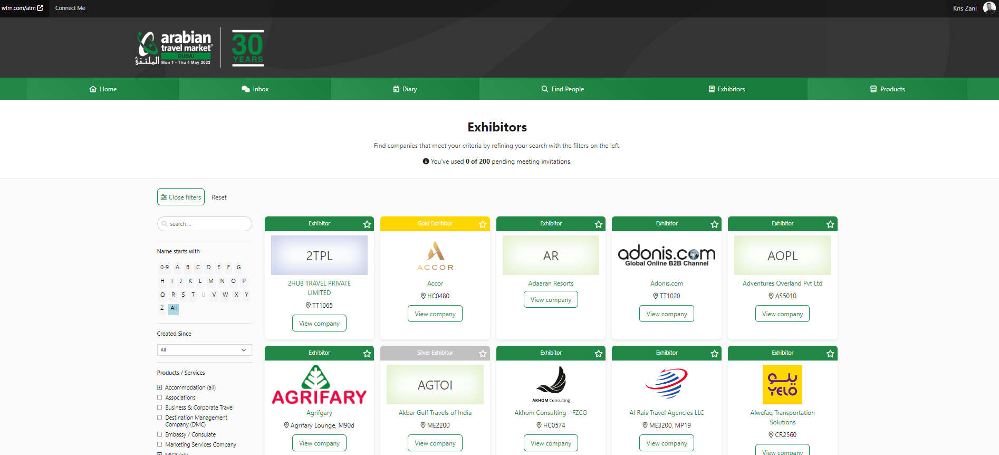 wtm.com/atm
Connect Me
Kris Zani
arabian
travel market
DUBAI
الملتقى
Mon 1 - Thu 4 May 2023
30
YEARS
Home
Inbox
Diary
Find People
Exhibitors
Products
Exhibitors
Find companies that meet your criteria by refining your search with the filters on the left.
You've used 0 of 200 pending meeting invitations.
Close filters
Reset
search ...
Name starts with
0-9 A B C D E F G
H I J K L M N O P
Q R S T U V W X Y
Z All
Created Since
All
Products / Services
Accommodation (all)
Associations
Business & Corporate Travel
Destination Management
Company (DMC)
Embassy / Consulate
Marketing Services Company
MICE (all)
Exhibitor
2TPL
2HUB TRAVEL PRIVATE
LIMITED
TT1065
View company
Gold Exhibitor
ACCOR
Accor
HC0480
View company
Exhibitor
AR
Adaaran Resorts
View company
Exhibitor
adonis.com
Global Online B2B Channel
Adonis.com
TT1020
View company
Exhibitor
AOPL
Adventures Overland Pvt Ltd
AS5010
View company
Exhibitor
AGRIFARY
Agrifgary
Agrifary Lounge, M90d
View company
Silver Exhibitor
AGTOI
Akbar Gulf Travels of India
ME2200
View company
Exhibitor
AKHOM Consulting
Akhom Consulting - FZCO
HC0574
View company
Exhibitor
Al Rais Travel Agencies LLC
ME3200, MP19
View company
Exhibitor
يلو
YELO
Alwefaq Transportation
Solutions
CR2560
View company